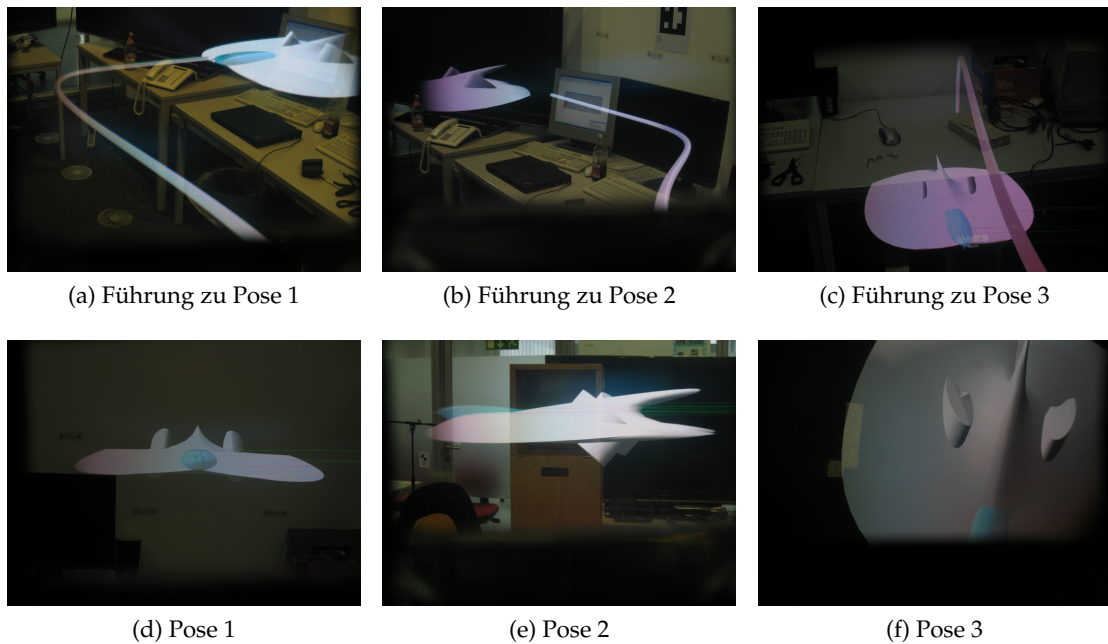 (a) Führung zu Pose 1
(b) Führung zu Pose 2
(c) Führung zu Pose 3
(d) Pose 1
(e) Pose 2
(f) Pose 3